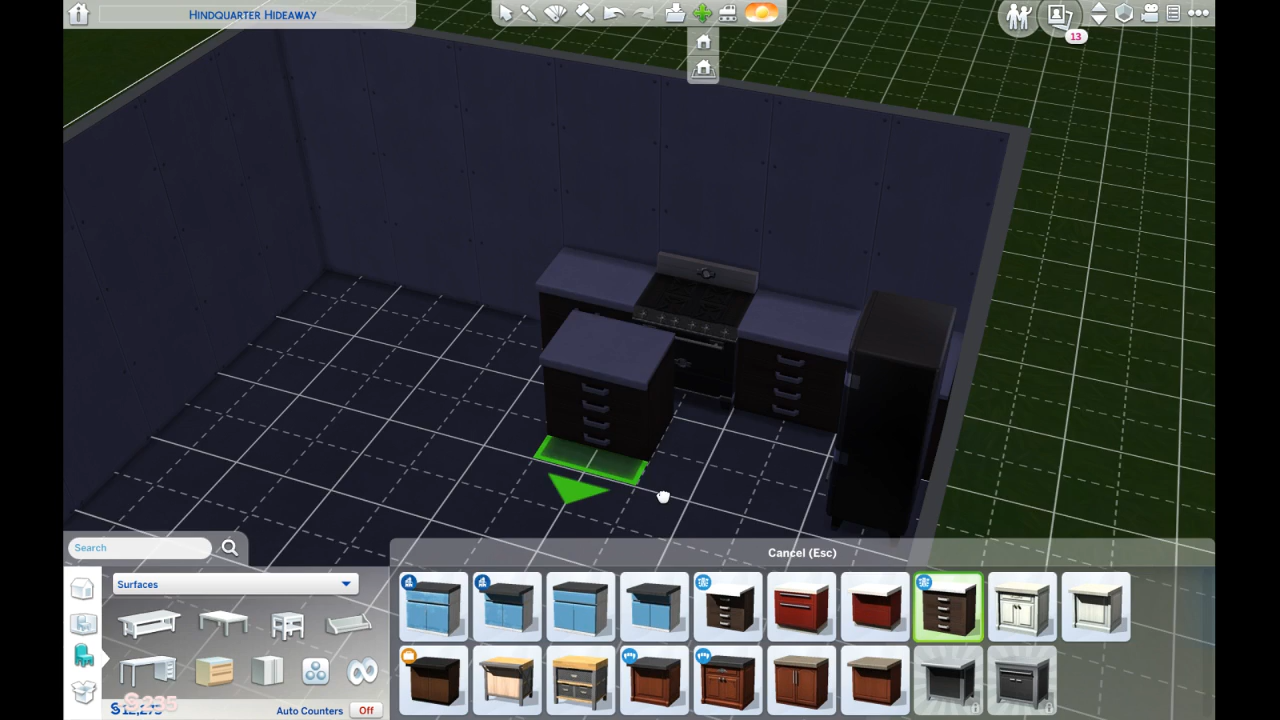 HINDQUARTER HIDEAWAY
13
Cancel (Esc)
Search
Surfaces
Auto Counters Off